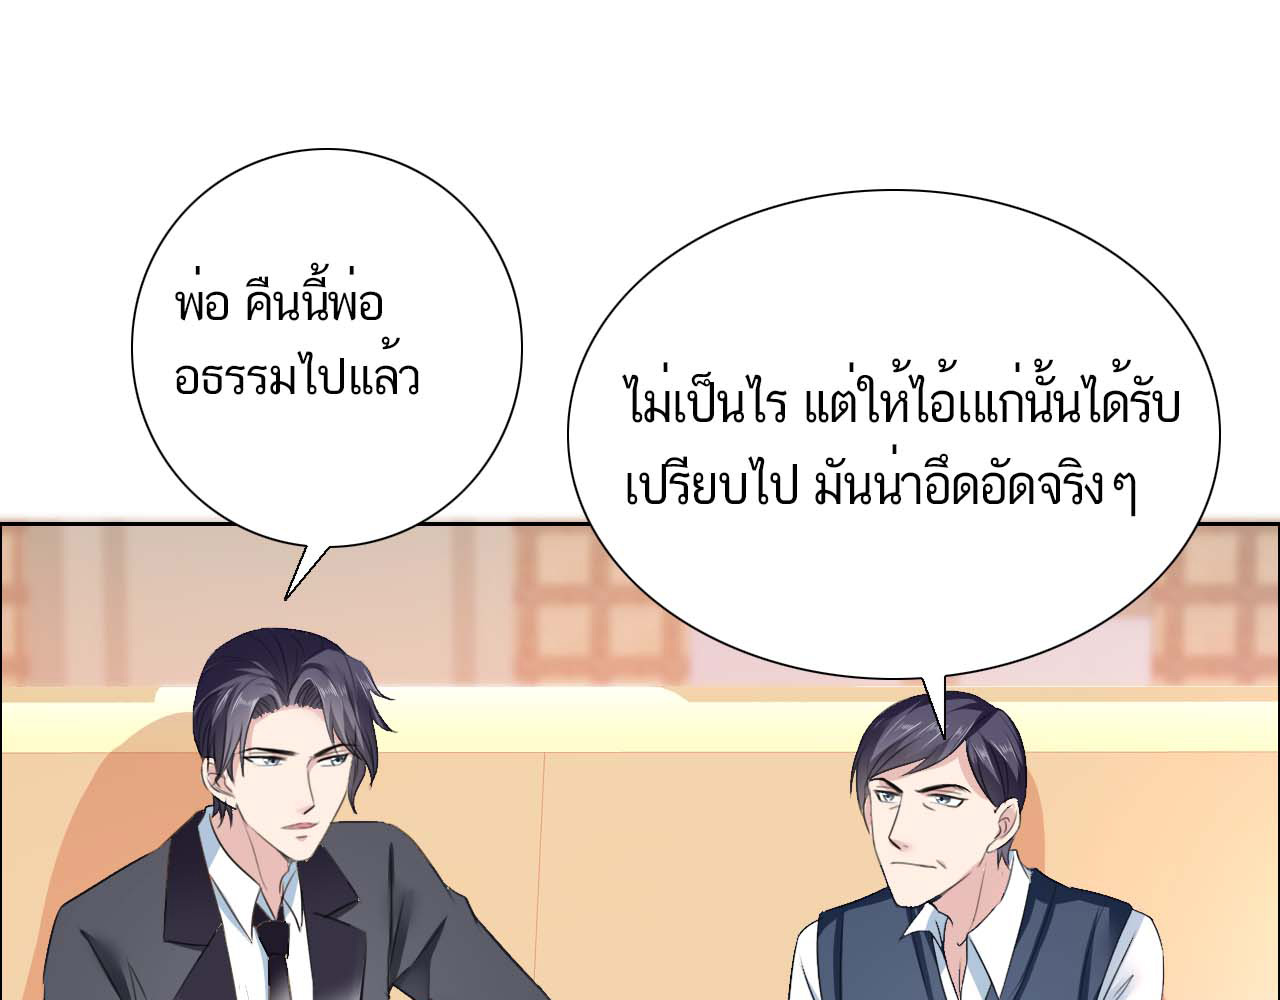 พ่อ คืนนี้พ่อ
อธรรมไปแล้ว
ไม่เป็นไร แต่ให้ไอ้เแก่นั้นได้รับ
เปรียบไป มันน่าอึดอัดจริงๆ